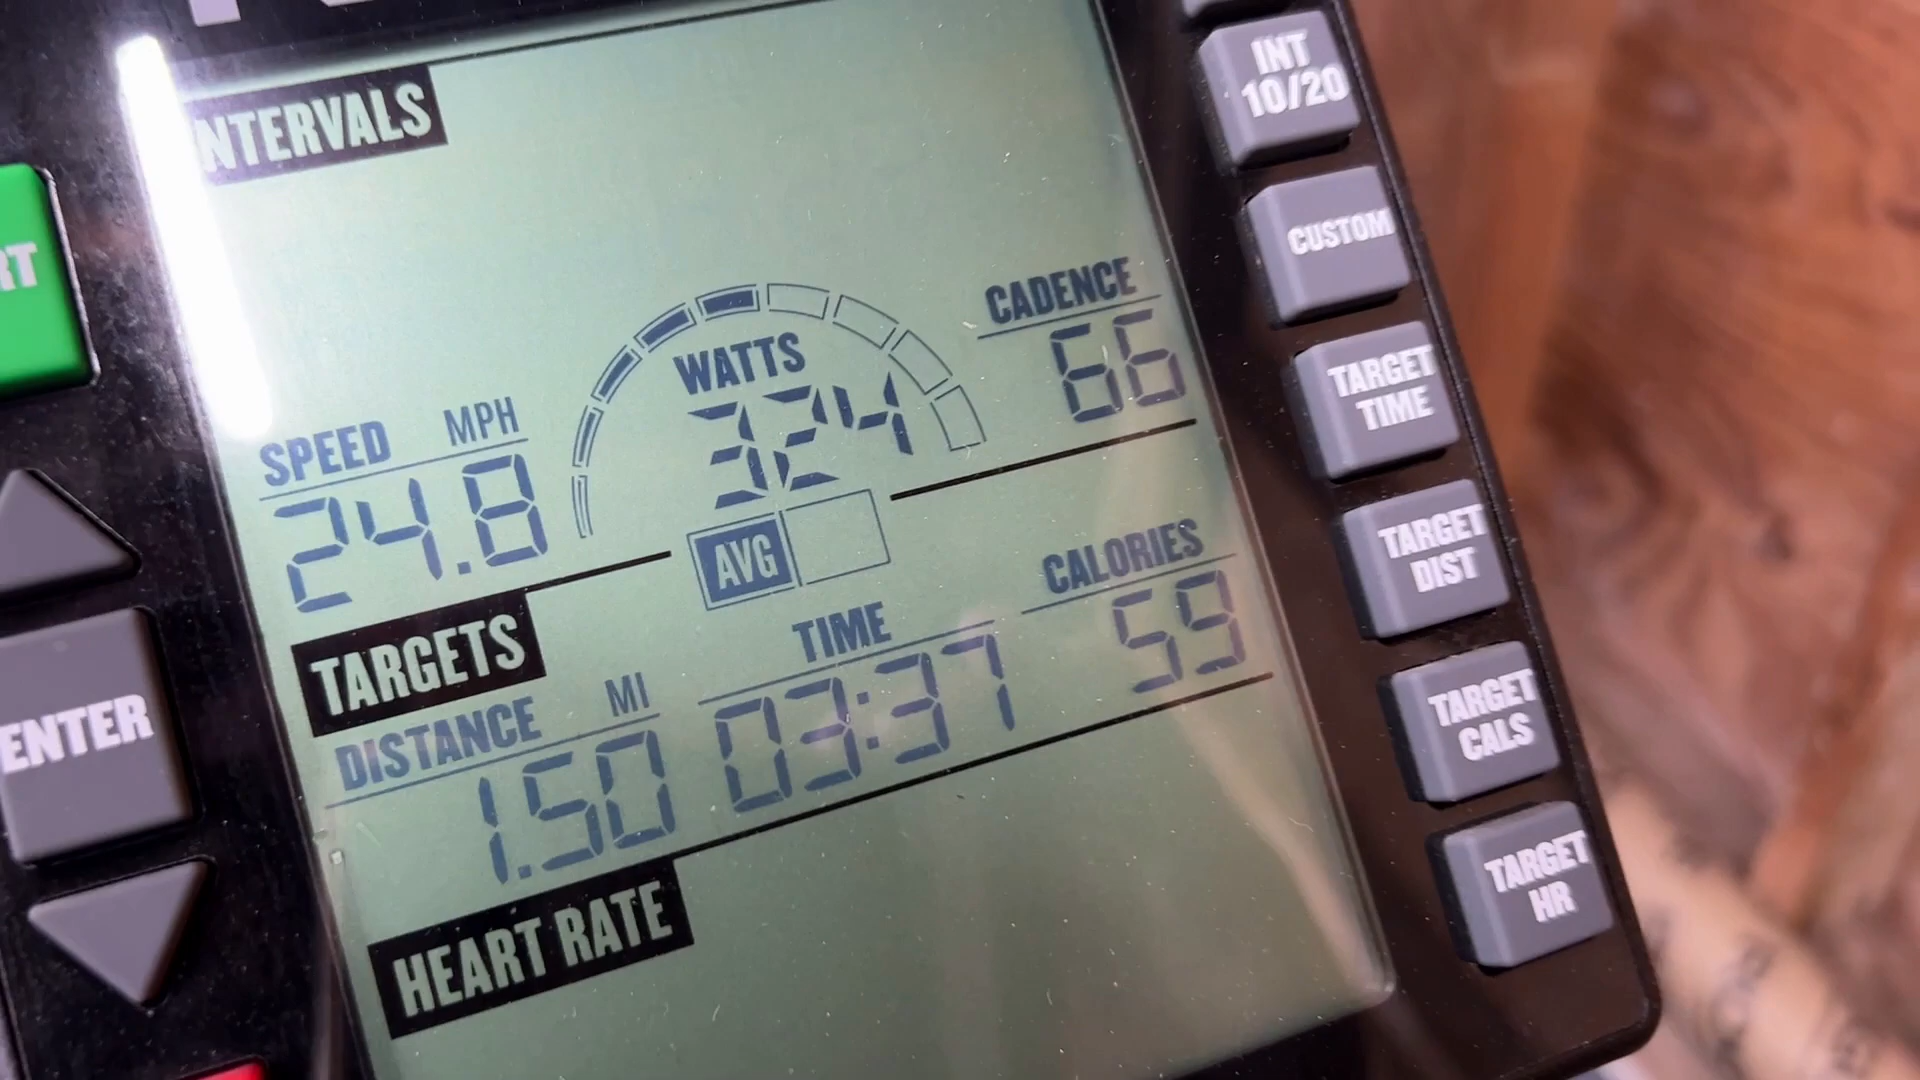 NTERVALS
INT
10/20
CUSTOM
CADENCE
66
WATTS
324
AVG
SPEED MPH
24.8
TARGET
TIME
RT
TARGETS
CALORIES
59
TIME
03:37
DISTANCE MI
1.50
TARGET
DIST
ENTER
TARGET
CALS
HEART RATE
TARGET
HR